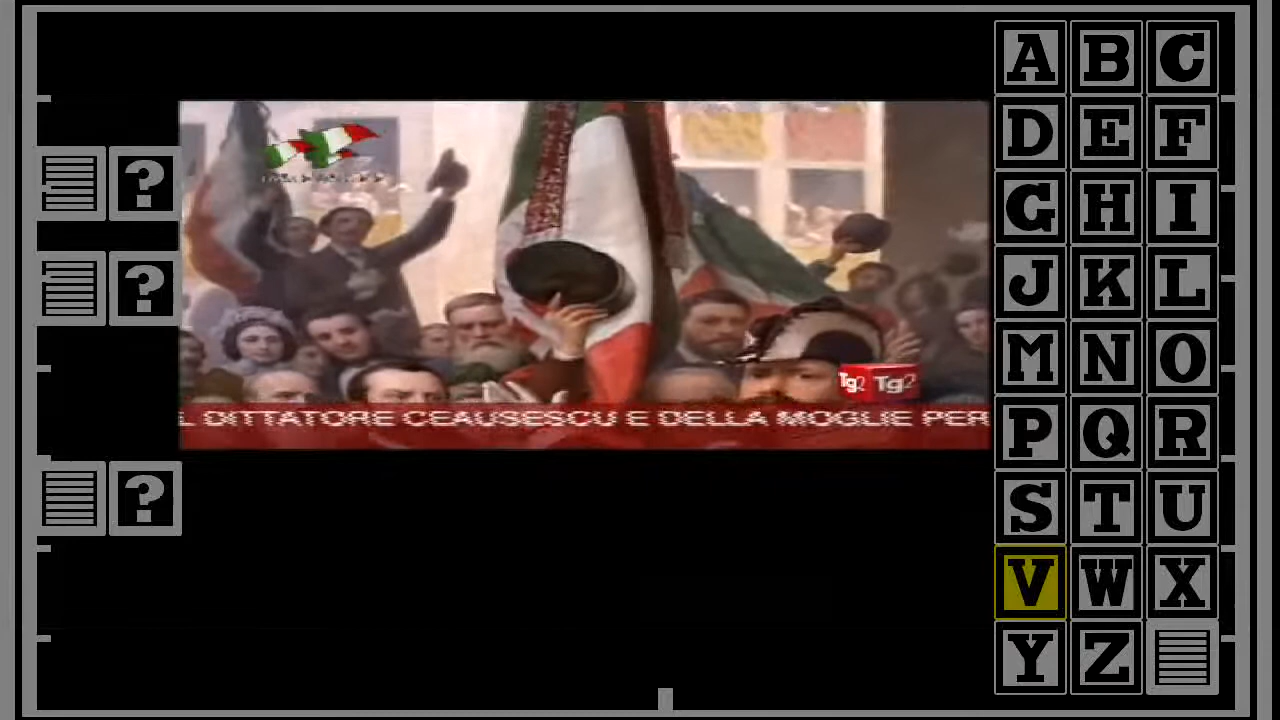 A B C
D E F
? G H I
? J K L
M N O
Tg2 Tg2
L DITTATORE CEAUSESCU E DELLA MOGLIE PER
P Q R
? S T U
V W X
Y Z